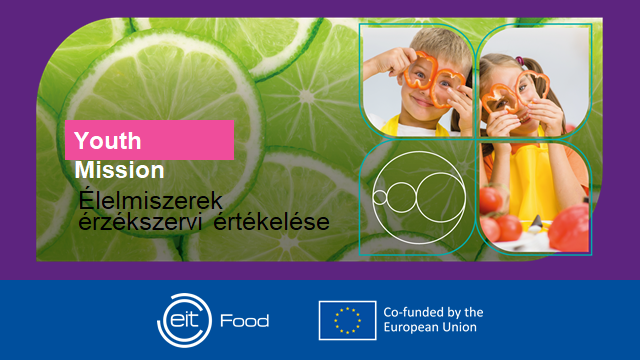 Youth
Mission
Élelmiszerek
érzékszervi értékelése
eit Food
Co-funded by the
European Union